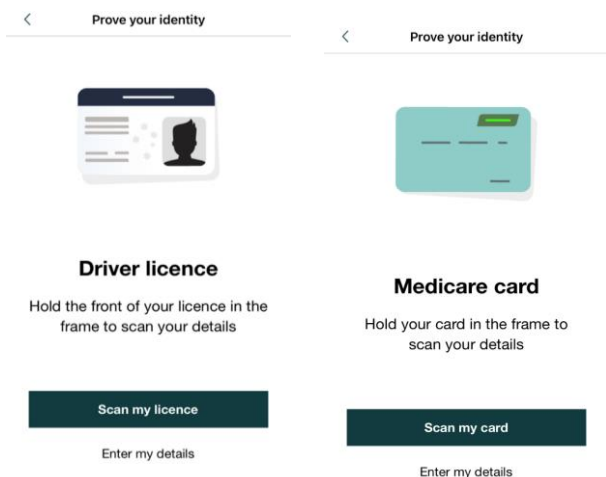 Prove your identity
Driver licence
Hold the front of your licence in the
frame to scan your details
Scan my licence
Enter my details
Prove your identity
Medicare card
Hold your card in the frame to
scan your details
Scan my card
Enter my details